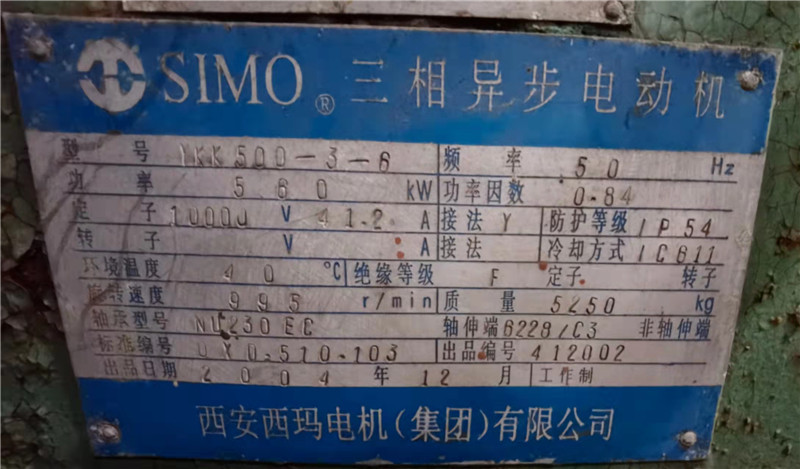 SIMO® 三相异步电动机
型号 YKK500-3-6 频率 50 Hz
功率 560 kW 功率因数 0.84
定子 10000 V 41.2 A 接法 Y 防护等级 IP54
转子 V A 接法 冷却方式 IC611
环境温度 40 ℃ 绝缘等级 F 定子 转子
旋转速度 995 r/min 质量 5250 kg
轴承型号 NU230EC 轴伸端 6228/C3 非轴伸端
标准编号 0.510.103 出品编号 412002
出品日期 2004 年 12 月 工作制
西安西玛电机(集团)有限公司